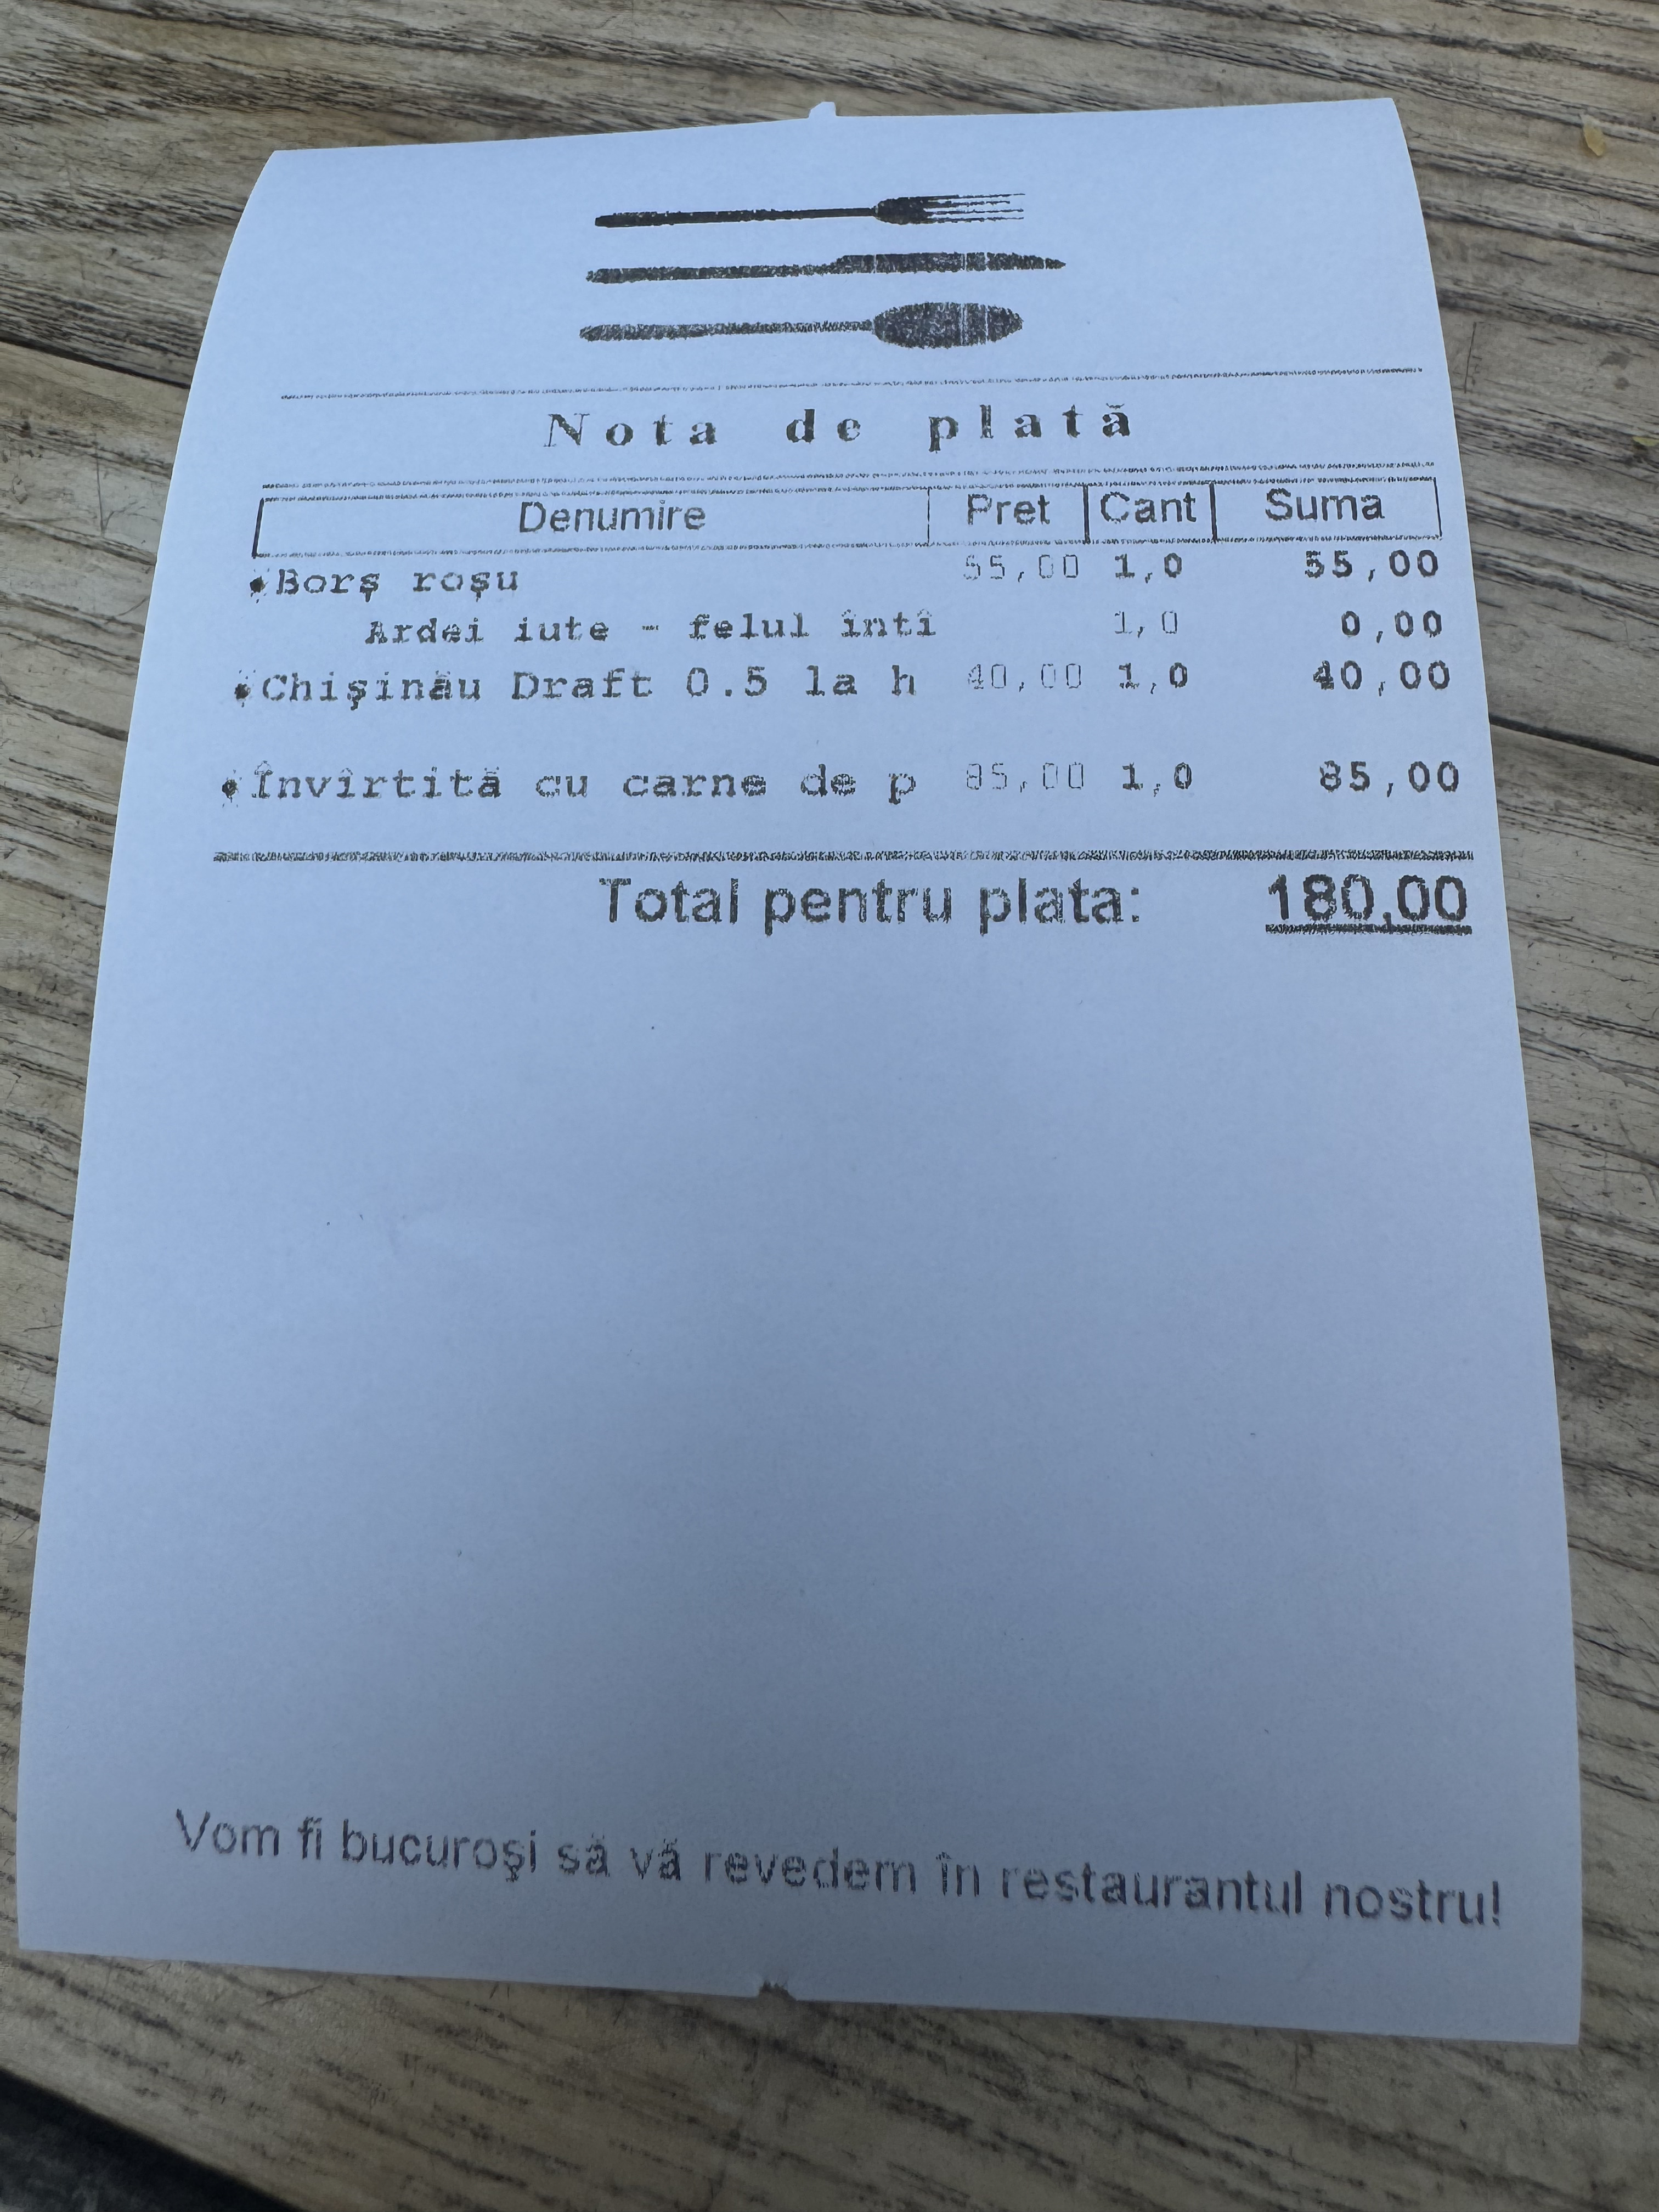 Nota de plată
Denumire Pret Cant Suma
Borş roşu 55,00 1,0 55,00
Ardei iute - felul întî 1,0 0,00
Chişinău Draft 0.5 la h 40,00 1,0 40,00
Învîrtită cu carne de p 85,00 1,0 85,00
Total pentru plata: 180,00
Vom fi bucuroşi să vă revedem în restaurantul nostru!